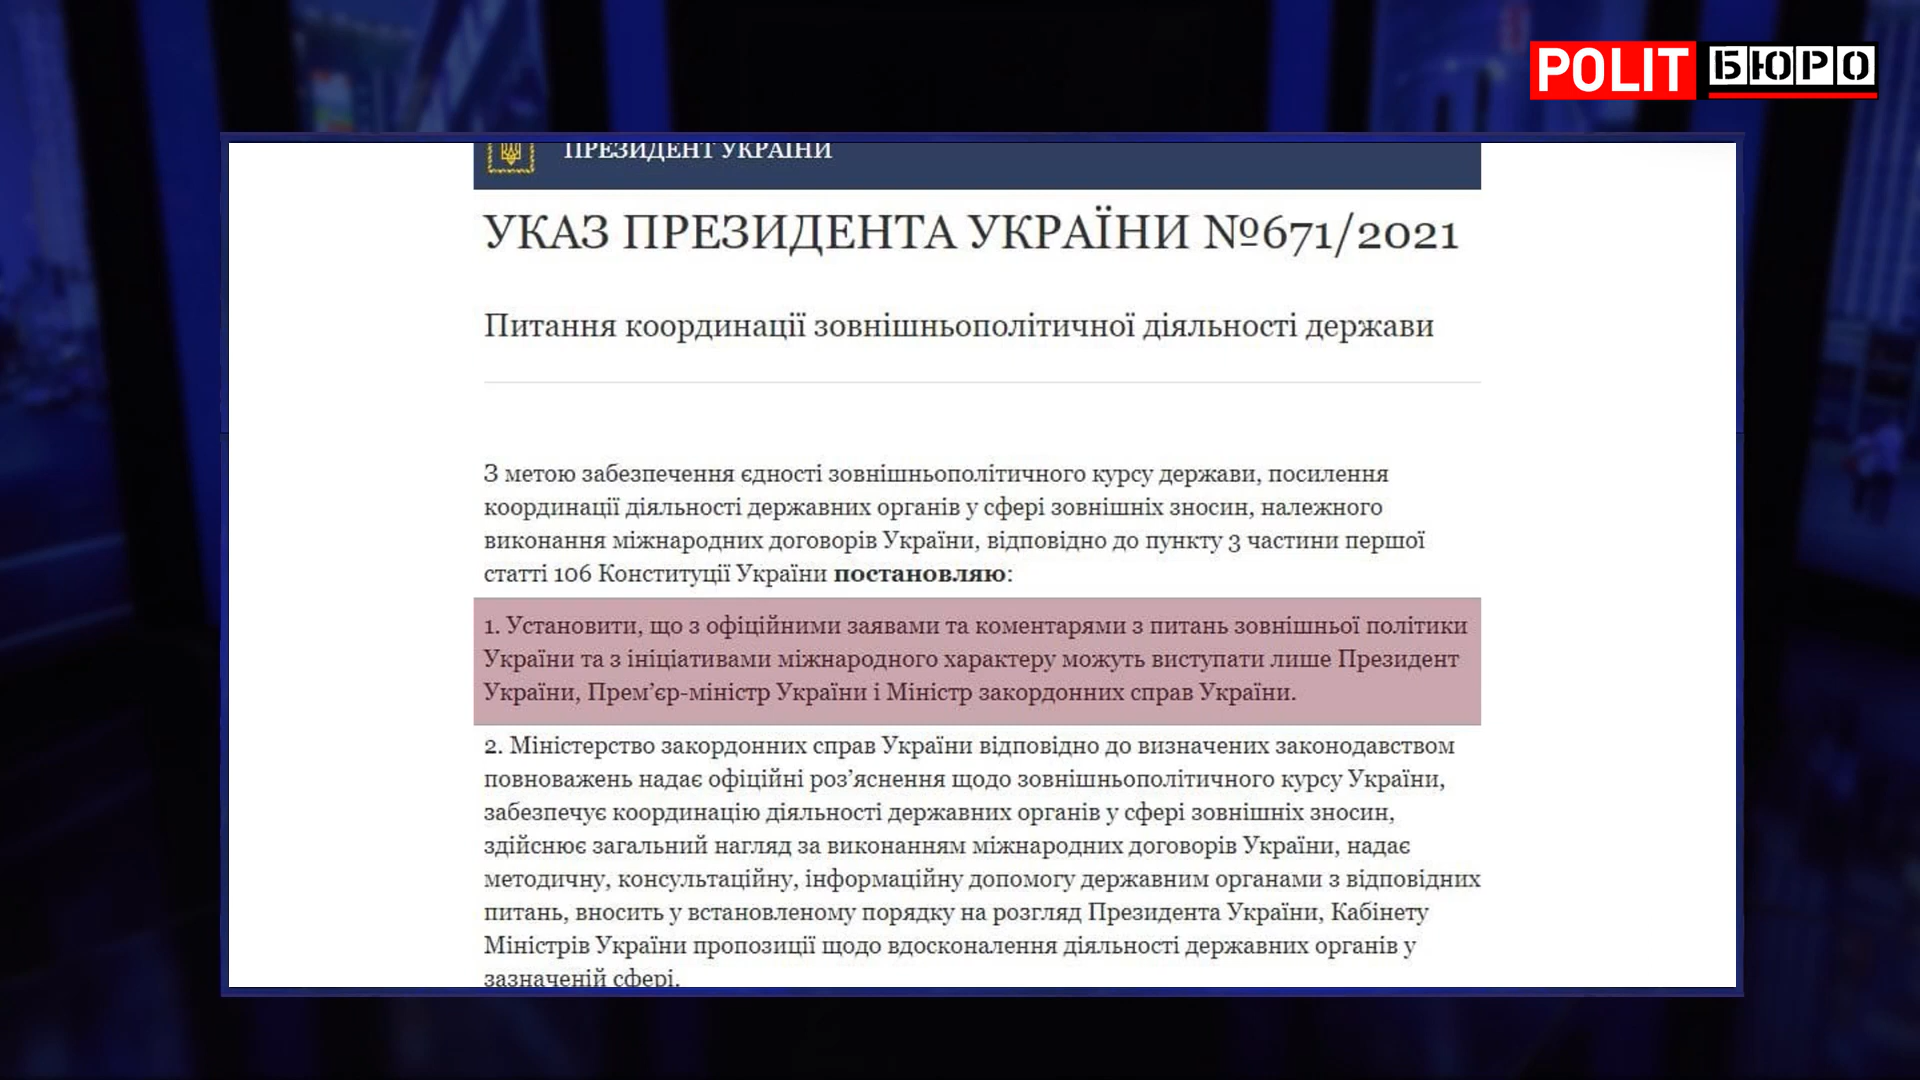 POLIT БЮРО
ПРЕЗИДЕНТ УКРАЇНИ
УКАЗ ПРЕЗИДЕНТА УКРАЇНИ №671/2021
Питання координації зовнішньополітичної діяльності держави
З метою забезпечення єдності зовнішньополітичного курсу держави, посилення
координації діяльності державних органів у сфері зовнішніх зносин, належного
виконання міжнародних договорів України, відповідно до пункту 3 частини першої
статті 106 Конституції України постановляю:
1. Установити, що з офіційними заявами та коментарями з питань зовнішньої політики
України та з ініціативами міжнародного характеру можуть виступати лише Президент
України, Прем’єр-міністр України і Міністр закордонних справ України.
2. Міністерство закордонних справ України відповідно до визначених законодавством
повноважень надає офіційні роз’яснення щодо зовнішньополітичного курсу України,
забезпечує координацію діяльності державних органів у сфері зовнішніх зносин,
здійснює загальний нагляд за виконанням міжнародних договорів України, надає
методичну, консультаційну, інформаційну допомогу державним органами з відповідних
питань, вносить у встановленому порядку на розгляд Президента України, Кабінету
Міністрів України пропозиції щодо вдосконалення діяльності державних органів у
зазначеній сфері.